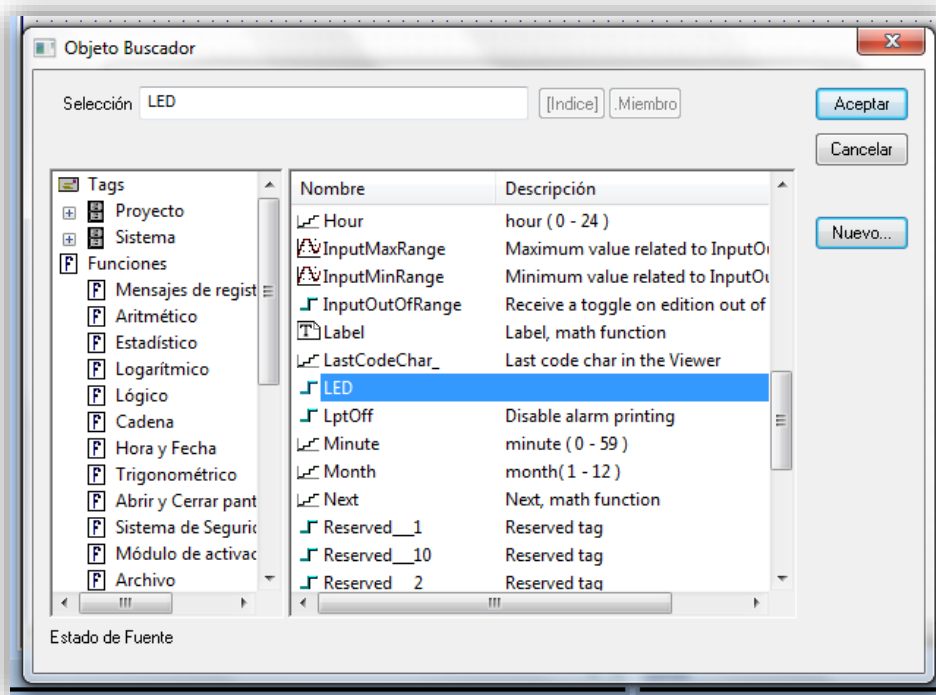 Objeto Buscador
Selección LED [Indice] .Miembro Aceptar
Cancelar
Nuevo...
Tags
Proyecto
Sistema
Funciones
Mensajes de regist
Aritmético
Estadístico
Logarítmico
Lógico
Cadena
Hora y Fecha
Trigonométrico
Abrir y Cerrar pant
Sistema de Seguric
Módulo de activac
Archivo
Nombre Descripción
Hour hour ( 0 - 24 )
InputMaxRange Maximum value related to InputOu
InputMinRange Minimum value related to InputOu
InputOutOfRange Receive a toggle on edition out of
Label Label, math function
LastCodeChar_ Last code char in the Viewer
LED
LptOff Disable alarm printing
Minute minute ( 0 - 59 )
Month month( 1 - 12 )
Next Next, math function
Reserved__1 Reserved tag
Reserved__10 Reserved tag
Reserved__2 Reserved tag
Estado de Fuente